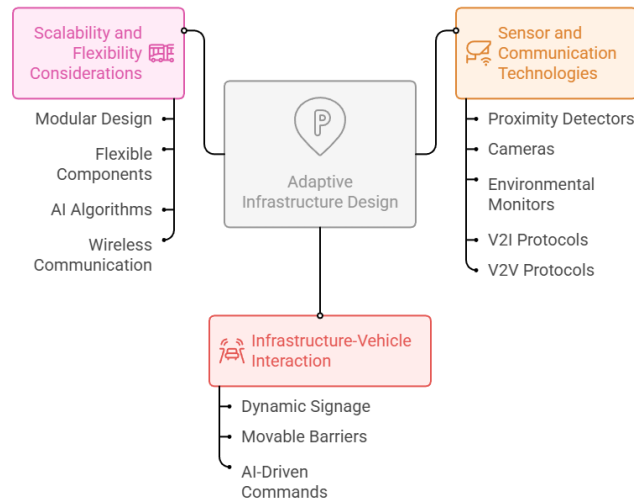 Scalability and
Flexibility
Considerations
Modular Design
Flexible
Components
AI Algorithms
Wireless
Communication
P
Adaptive
Infrastructure Design
Sensor and
Communication
Technologies
Proximity Detectors
Cameras
Environmental
Monitors
V2I Protocols
V2V Protocols
Infrastructure-Vehicle
Interaction
Dynamic Signage
Movable Barriers
AI-Driven
Commands